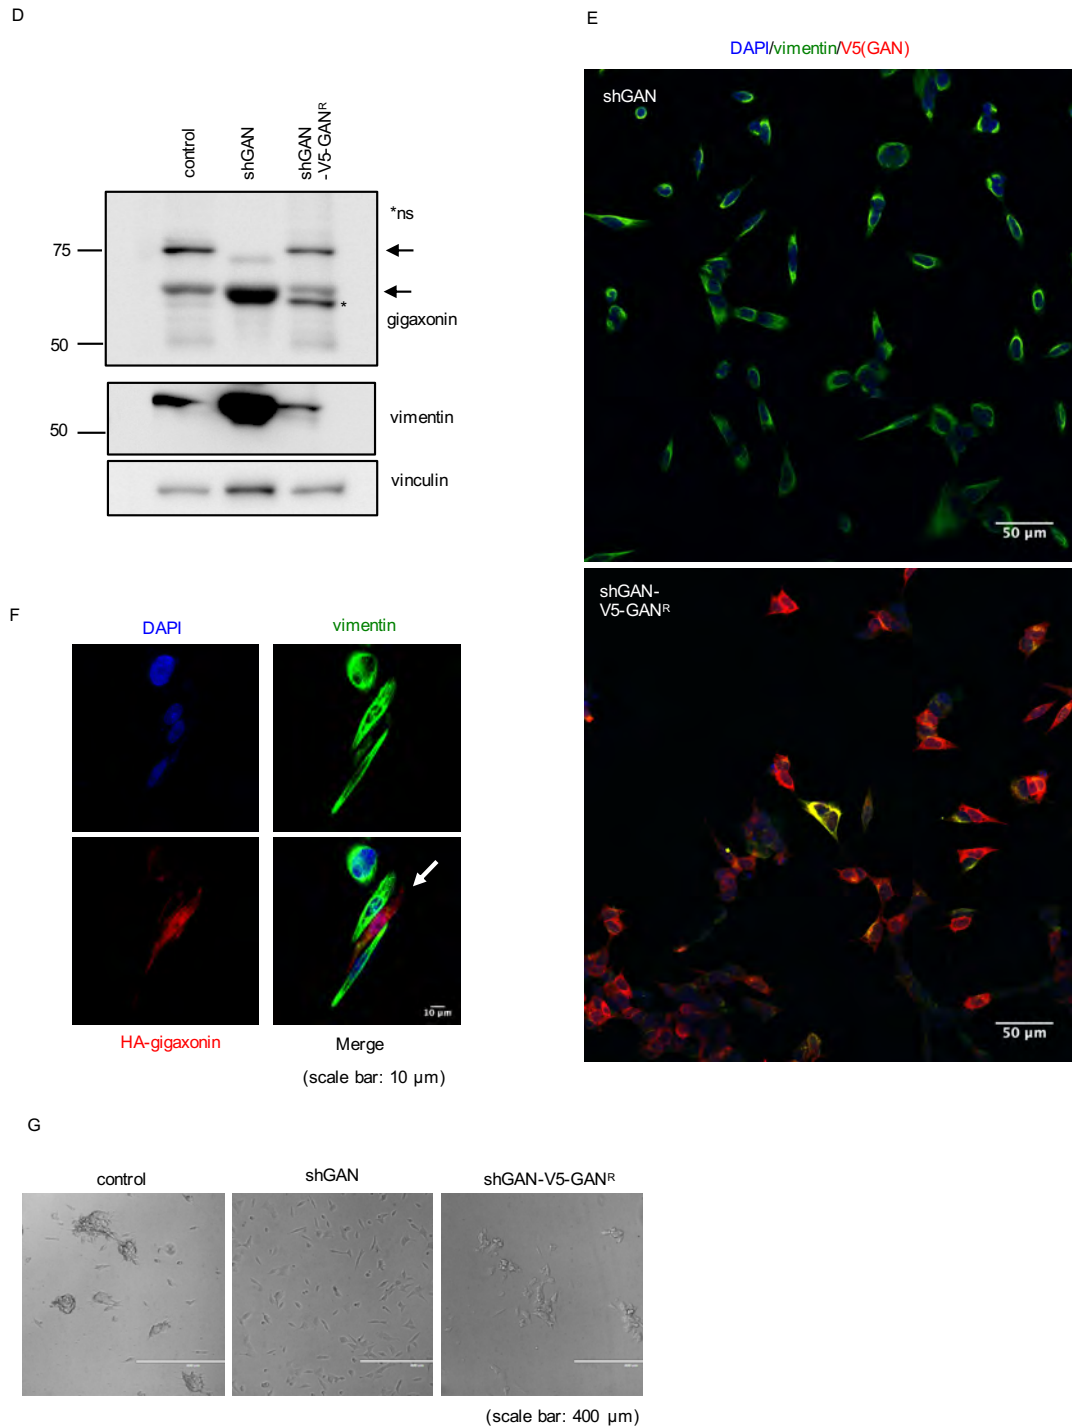 D
control
shGAN
shGAN
-V5-GANᴿ
*ns
75
*
gigaxonin
50
vimentin
50
vinculin
E
DAPI/vimentin/V5(GAN)
shGAN
50 µm
shGAN-
V5-GANᴿ
50 µm
F
DAPI
vimentin
10 µm
HA-gigaxonin
Merge
(scale bar: 10 µm)
G
control
shGAN
shGAN-V5-GANᴿ
(scale bar: 400 µm)